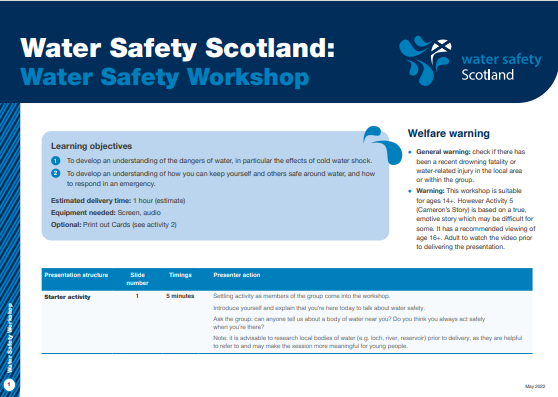 Water Safety Scotland:
Water Safety Workshop
water safety
Scotland
Learning objectives
1 To develop an understanding of the dangers of water, in particular the effects of cold water shock.
2 To develop an understanding of how you can keep yourself and others safe around water, and how
to respond in an emergency.
Estimated delivery time: 1 hour (estimate)
Equipment needed: Screen, audio
Optional: Print out Cards (see activity 2)
Welfare warning
• General warning: check if there has
been a recent drowning fatality or
water-related injury in the local area
or within the group.
• Warning: This workshop is suitable
for ages 14+. However Activity 5
(Cameron's Story) is based on a true,
emotive story which may be difficult for
some. It has a recommended viewing of
age 16+. Adult to watch the video prior
to delivering the presentation.
Presentation structure Slide number Timings Presenter action
Starter activity 1 5 minutes Settling activity as members of the group come into the workshop.
Introduce yourself and explain that you're here today to talk about water safety.
Ask the group: can anyone tell us about a body of water near you? Do you think you always act safely
when you're there?
Note: it is advisable to research local bodies of water (e.g. loch, river, reservoir) prior to delivery, as they are helpful
to refer to and may make the session more meaningful for young people.
Water Safety Workshop
1
May 2022